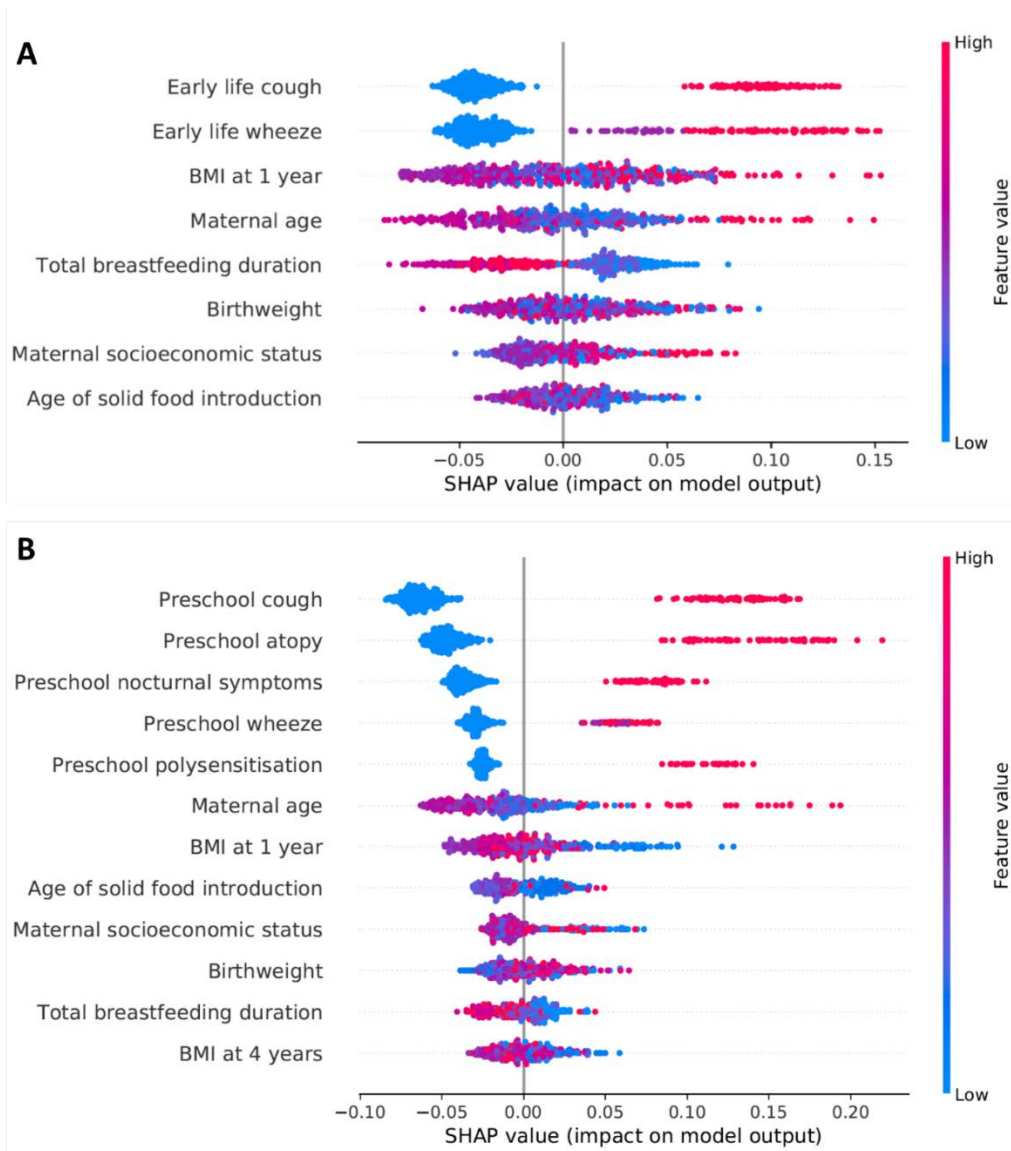 A
High
Early life cough
Early life wheeze
BMI at 1 year
Maternal age
Total breastfeeding duration
Birthweight
Maternal socioeconomic status
Age of solid food introduction
Feature value
Low
−0.05 0.00 0.05 0.10 0.15
SHAP value (impact on model output)
B
High
Preschool cough
Preschool atopy
Preschool nocturnal symptoms
Preschool wheeze
Preschool polysensitisation
Maternal age
BMI at 1 year
Age of solid food introduction
Maternal socioeconomic status
Birthweight
Total breastfeeding duration
BMI at 4 years
Feature value
Low
−0.10 −0.05 0.00 0.05 0.10 0.15 0.20
SHAP value (impact on model output)